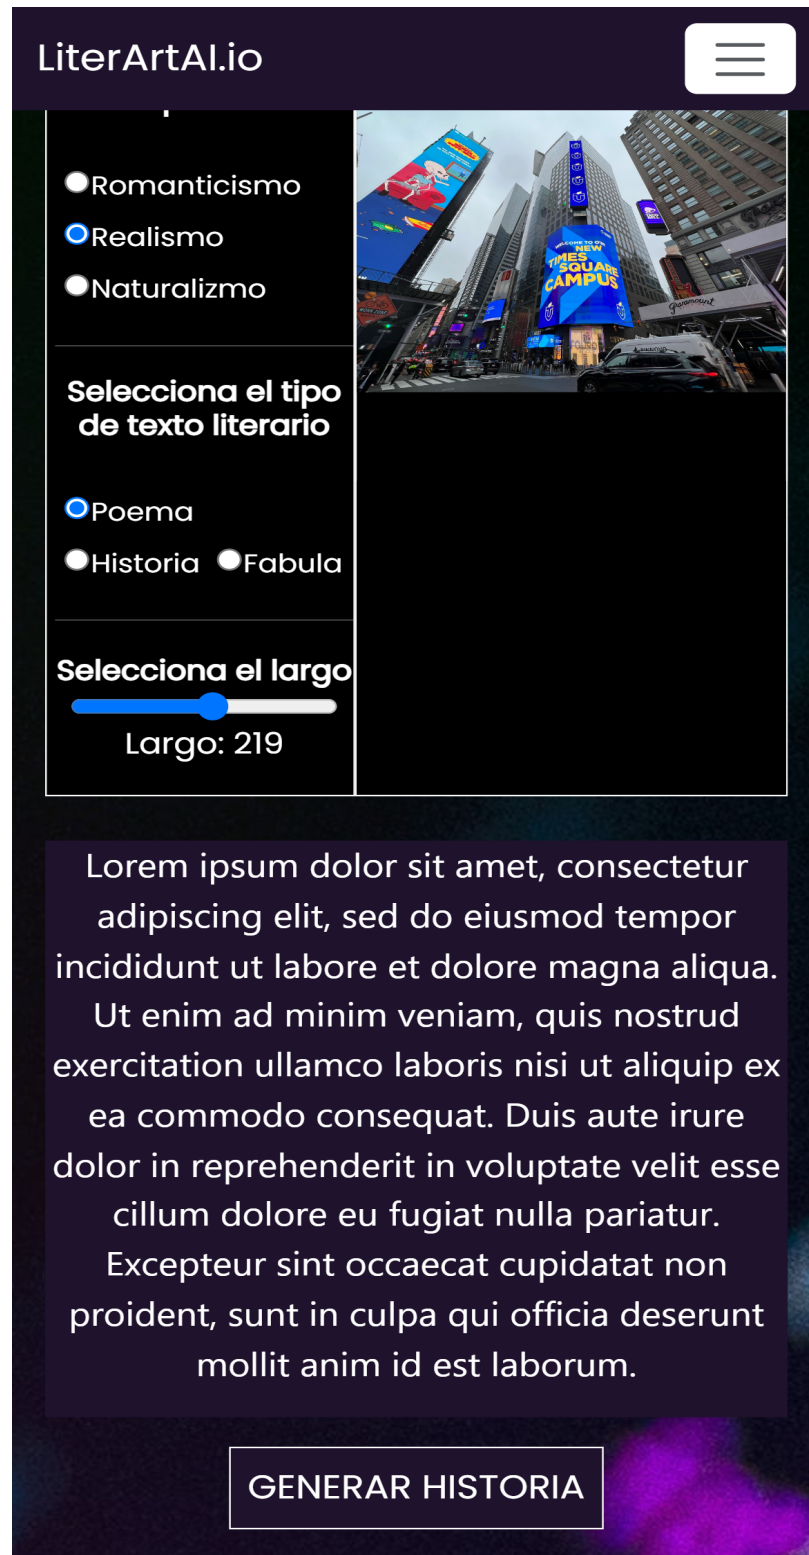 LiterArtAI.io
Romanticismo
Realismo
Naturalizmo
WELCOME TO OUR
NEW
TIMES
SQUARE
CAMPUS
Paramount
Selecciona el tipo
de texto literario
Poema
Historia Fabula
Selecciona el largo
Largo: 219
Lorem ipsum dolor sit amet, consectetur
adipiscing elit, sed do eiusmod tempor
incididunt ut labore et dolore magna aliqua.
Ut enim ad minim veniam, quis nostrud
exercitation ullamco laboris nisi ut aliquip ex
ea commodo consequat. Duis aute irure
dolor in reprehenderit in voluptate velit esse
cillum dolore eu fugiat nulla pariatur.
Excepteur sint occaecat cupidatat non
proident, sunt in culpa qui officia deserunt
mollit anim id est laborum.
GENERAR HISTORIA